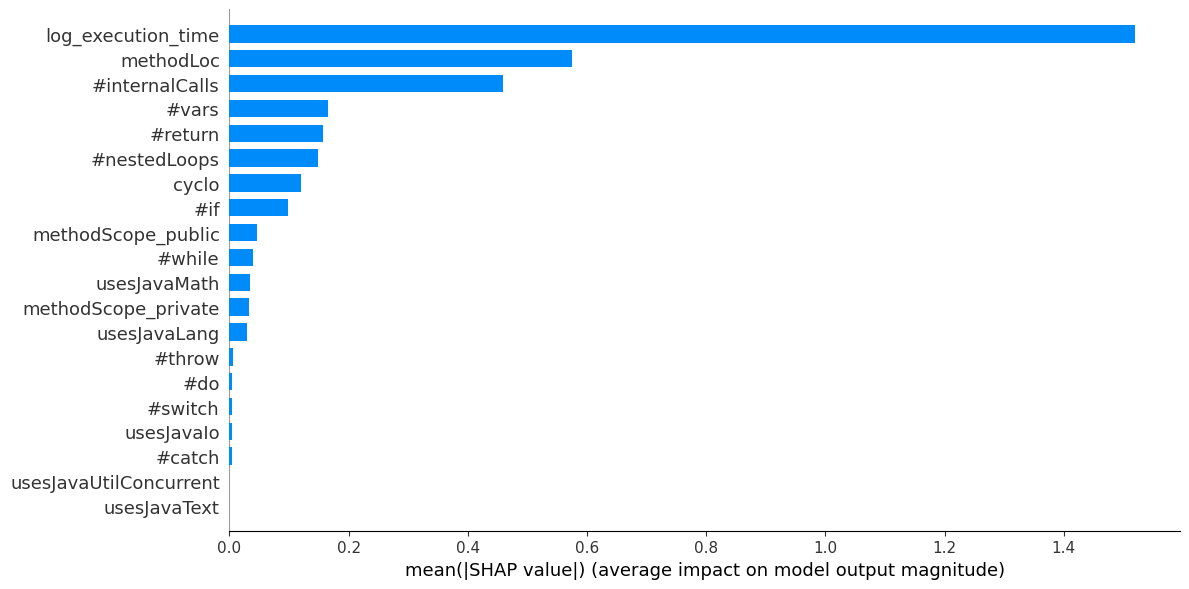 log_execution_time
methodLoc
#internalCalls
#vars
#return
#nestedLoops
cyclo
#if
methodScope_public
#while
usesJavaMath
methodScope_private
usesJavaLang
#throw
#do
#switch
usesJavaIo
#catch
usesJavaUtilConcurrent
usesJavaText
0.0 0.2 0.4 0.6 0.8 1.0 1.2 1.4
mean(|SHAP value|) (average impact on model output magnitude)